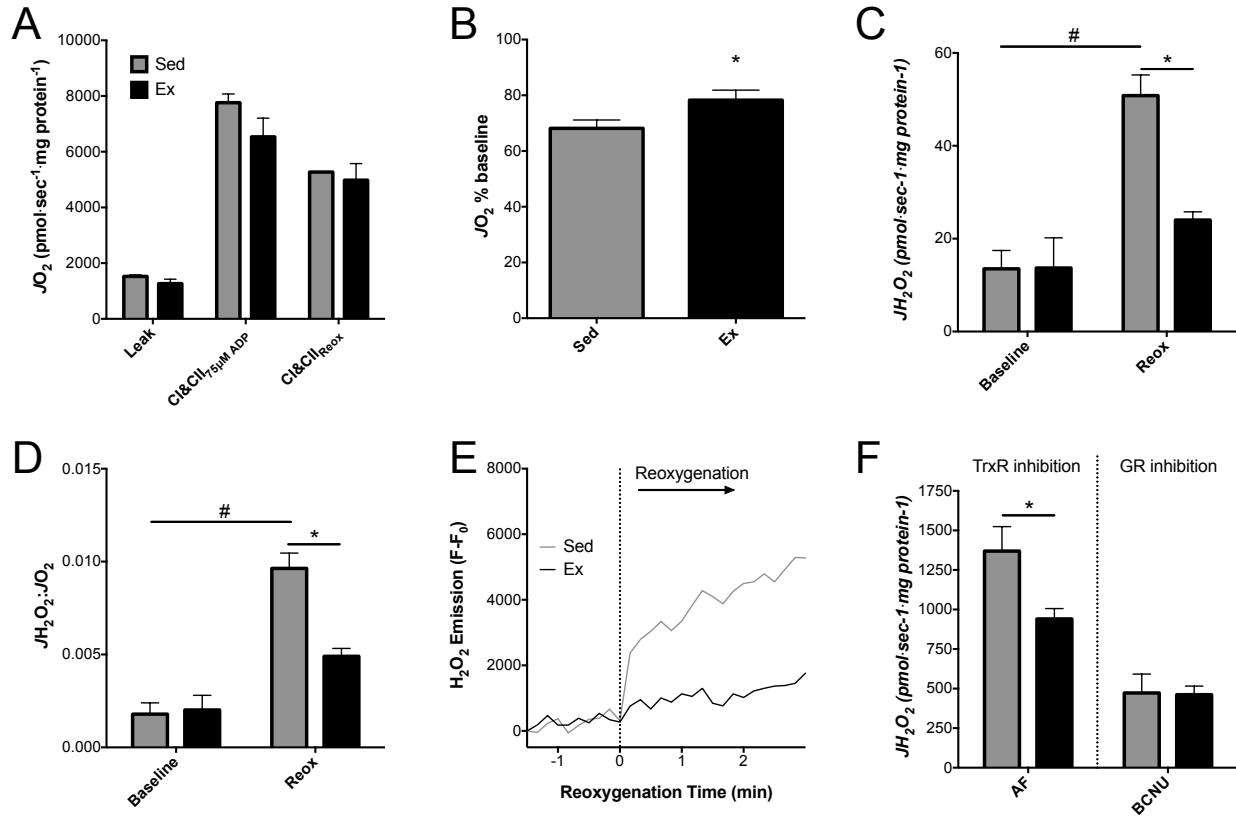 A
10000
8000
6000
4000
2000
0
JO₂ (pmol·sec⁻¹·mg protein⁻¹)
Sed
Ex
Leak
CI&CII₇₅µM ADP
CI&CII Reox
B
100
80
60
40
20
0
JO₂ % baseline
*
Sed
Ex
C
60
40
20
0
JH₂O₂ (pmol·sec-1·mg protein-1)
#
*
Baseline
Reox
D
0.015
0.010
0.005
0.000
JH₂O₂:JO₂
#
*
Baseline
Reox
E
8000
6000
4000
2000
0
H₂O₂ Emission (F-F₀)
Reoxygenation
Sed
Ex
-1 0 1 2
Reoxygenation Time (min)
F
TrxR inhibition GR inhibition
1750
1500
1250
1000
750
500
250
0
JH₂O₂ (pmol·sec-1·mg protein-1)
*
AF
BCNU